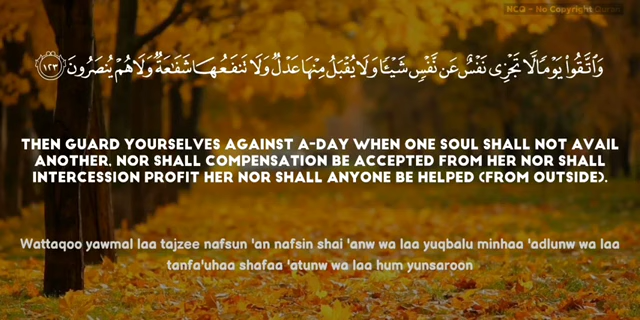 HCQ - No Copyright Quran
وَٱتَّقُوا۟ يَوْمًا لَّا تَجْزِى نَفْسٌ عَن نَّفْسٍ شَيْـًٔا وَلَا يُقْبَلُ مِنْهَا عَدْلٌ وَلَا تَنفَعُهَا شَفَـٰعَةٌ وَلَا هُمْ يُنصَرُونَ ١٢٣
THEN GUARD YOURSELVES AGAINST A-DAY WHEN ONE SOUL SHALL NOT AVAIL
ANOTHER, NOR SHALL COMPENSATION BE ACCEPTED FROM HER NOR SHALL
INTERCESSION PROFIT HER NOR SHALL ANYONE BE HELPED (FROM OUTSIDE).
Wattaqoo yawmal laa tajzee nafsun 'an nafsin shai 'anw wa laa yuqbalu minhaa 'adlunw wa laa
tanfa'uhaa shafaa 'atunw wa laa hum yunsaroon